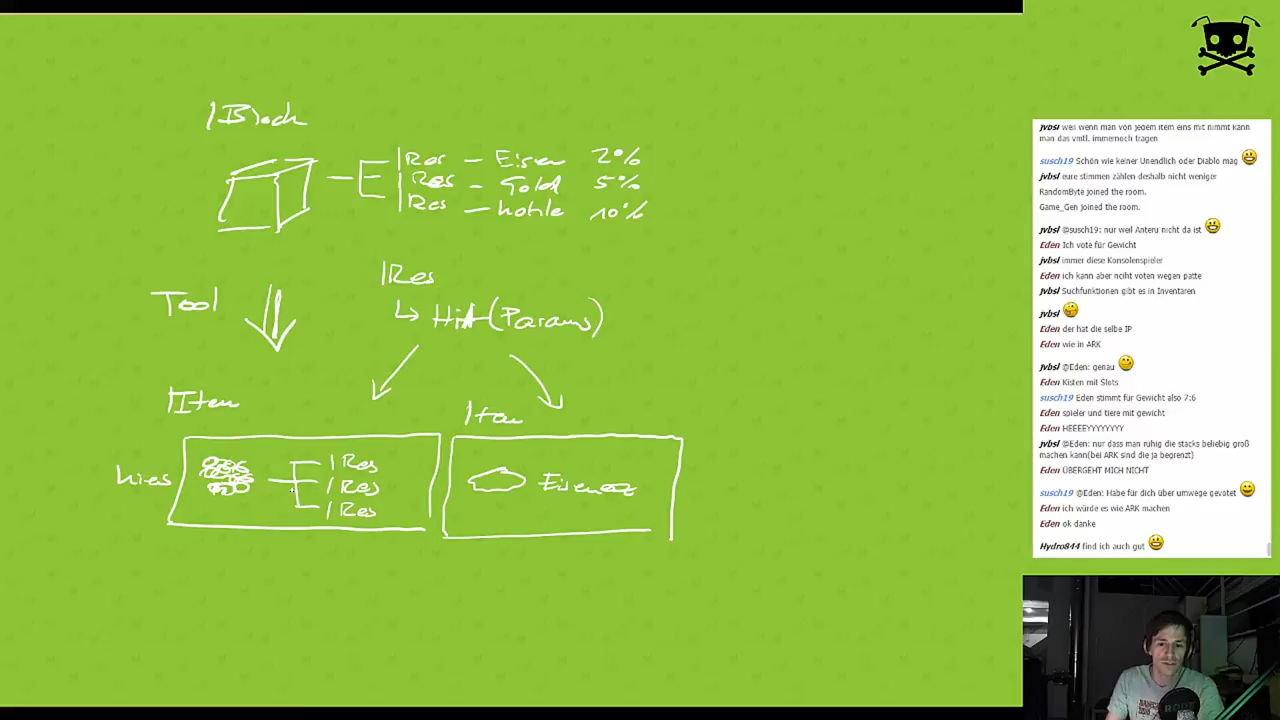 IBlock
IRes - Eisen 2%
IRes - Gold 5%
IRes - Kohle 10%
IRes
Tool
↳ Hit(Params)
IItem
Item
Kies
IRes
IRes
IRes
Eisenerz
jvbsl weil wenn man von jedem item eins mit nimmt kann
man das vmtl. immernoch tragen
susch19 Schön wie keiner Unendlich oder Diablo mag
jvbsl eure stimmen zählen deshalb nicht weniger
RandomByte joined the room.
Game_Gen joined the room.
jvbsl @susch19: nur weil Anteru nicht da ist
Eden Ich vote für Gewicht
jvbsl immer diese Konsolenspieler
Eden ich kann aber nciht voten wegen patte
jvbsl Suchfunktionen gibt es in Inventaren
jvbsl
Eden der hat die selbe IP
Eden wie in ARK
jvbsl @Eden: genau
Eden Kisten mit Slots
susch19 Eden stimmt für Gewicht also 7:6
Eden spieler und tiere mit gewicht
Eden HEEEEYYYYYYYY
jvbsl @Eden: nur dass man ruhig die stacks beliebig groß
machen kann(bei ARK sind die ja begrenzt)
Eden ÜBERGEHT MICH NICHT
susch19 @Eden: Habe für dich über umwege gevotet
Eden ich würde es wie ARK machen
Eden ok danke
Hydro844 find ich auch gut